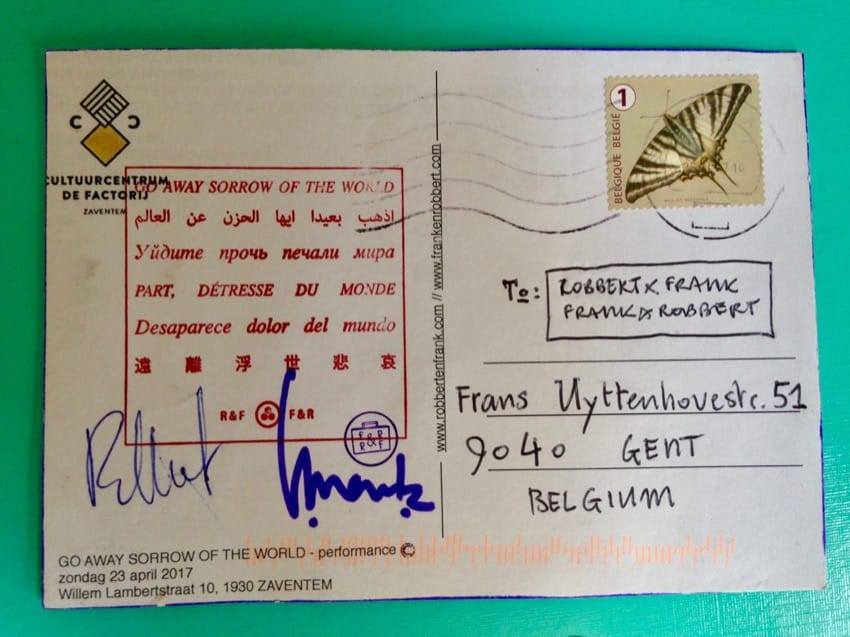 C C
CULTUURCENTRUM
DE FACTORIJ
ZAVENTEM
GO AWAY SORROW OF THE WORLD
اذهب بعيدا ايها الحزن عن العالم
Уйдите прочь печали мира
PART, DÉTRESSE DU MONDE
Desaparece dolor del mundo
遠離浮世悲哀
R&F F&R
F&R
R&F
GO AWAY SORROW OF THE WORLD - performance ©
zondag 23 april 2017
Willem Lambertstraat 10, 1930 ZAVENTEM
www.robbertenfrank.com // www.frankenrobbert.com
1
BELGIQUE BELGIË
To: ROBBERT & FRANK
FRANK & ROBBERT
Frans Uyttenhovestr. 51
9040 GENT
BELGIUM